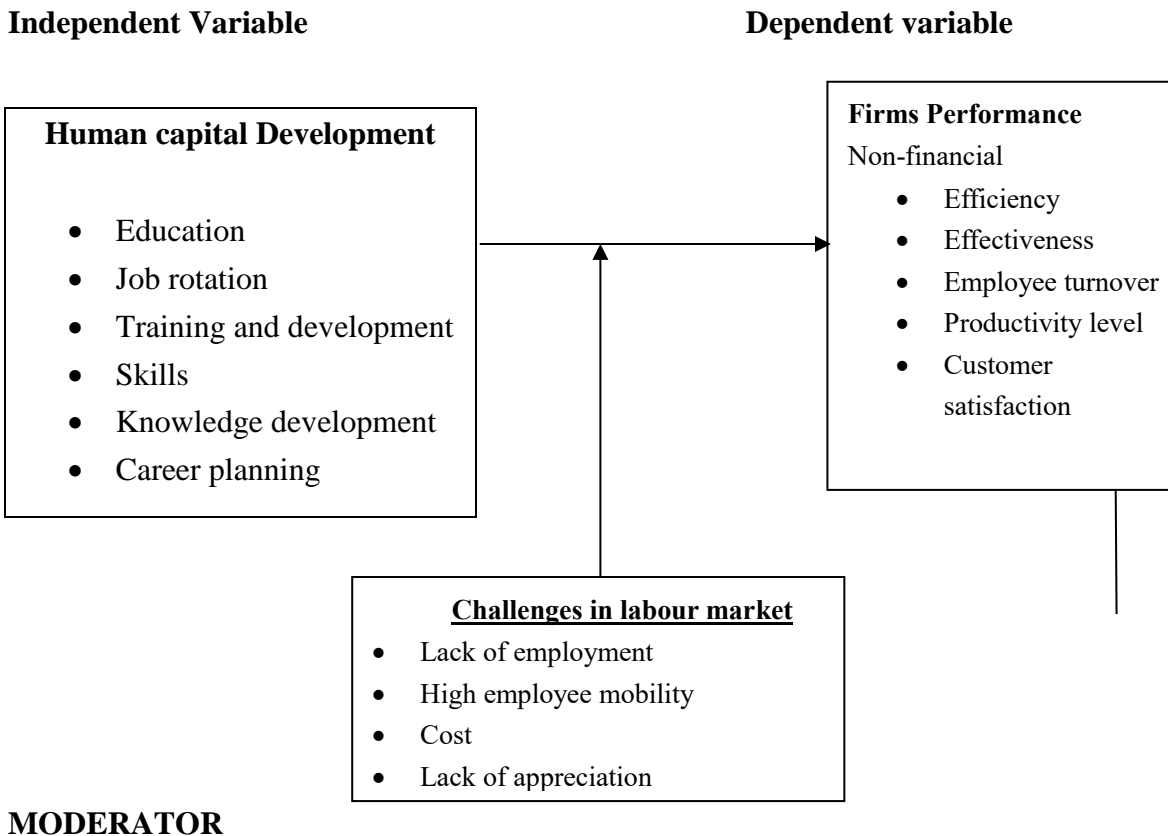 Independent Variable
Dependent variable
Human capital Development
• Education
• Job rotation
• Training and development
• Skills
• Knowledge development
• Career planning
Firms Performance
Non-financial
• Efficiency
• Effectiveness
• Employee turnover
• Productivity level
• Customer
satisfaction
Challenges in labour market
• Lack of employment
• High employee mobility
• Cost
• Lack of appreciation
MODERATOR